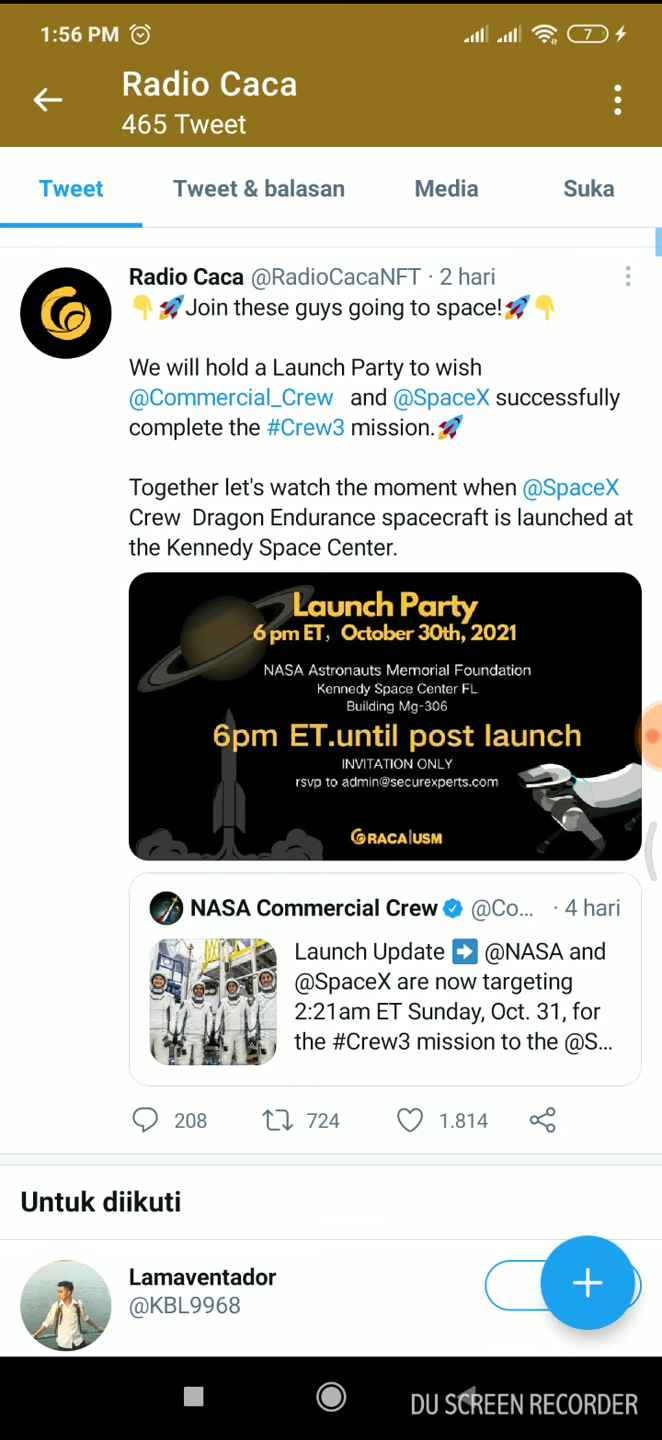 1:56 PM
7
Radio Caca
465 Tweet
Tweet
Tweet & balasan
Media
Suka
Radio Caca @RadioCacaNFT · 2 hari
👇🚀Join these guys going to space!🚀👇
We will hold a Launch Party to wish
@Commercial_Crew and @SpaceX successfully
complete the #Crew3 mission.🚀
Together let's watch the moment when @SpaceX
Crew Dragon Endurance spacecraft is launched at
the Kennedy Space Center.
Launch Party
6 pm ET, October 30th, 2021
NASA Astronauts Memorial Foundation
Kennedy Space Center FL
Building Mg-306
6pm ET.until post launch
INVITATION ONLY
rsvp to admin@securexperts.com
RACA|USM
NASA Commercial Crew @Co... · 4 hari
Launch Update ➡️ @NASA and
@SpaceX are now targeting
2:21am ET Sunday, Oct. 31, for
the #Crew3 mission to the @S...
208
724
1.814
Untuk diikuti
Lamaventador
@KBL9968
DU SCREEN RECORDER